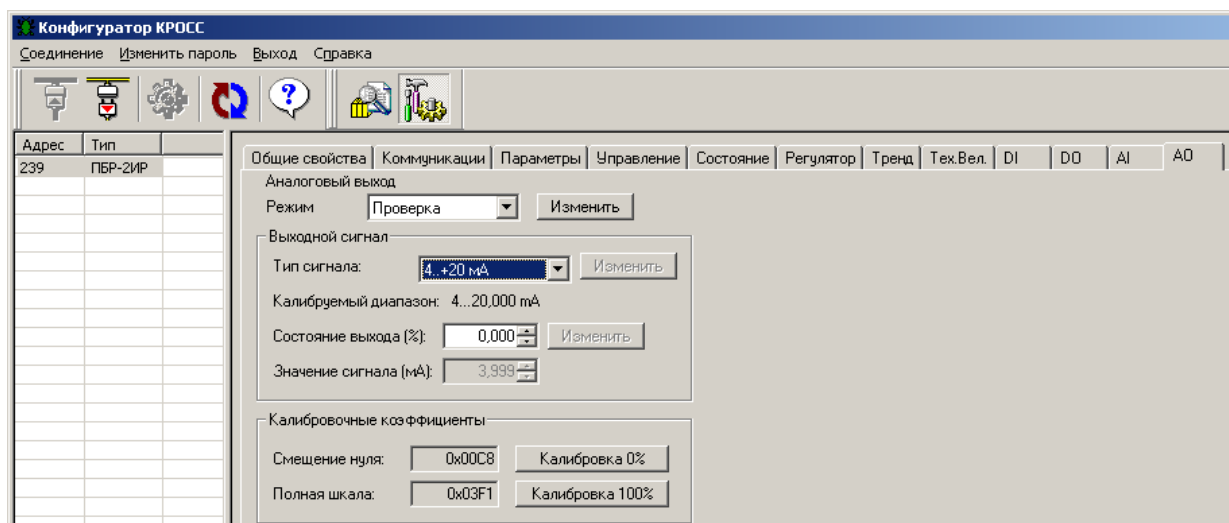 Конфигуратор КРОСС
Соединение Изменить пароль Выход Справка
Адрес Тип
239 ПБР-2ИР
Общие свойства Коммуникации Параметры Управление Состояние Регулятор Тренд Тех.Вел. DI DO AI AO
Аналоговый выход
Режим Проверка Изменить
Выходной сигнал
Тип сигнала: 4..+20 мА Изменить
Калибруемый диапазон: 4...20,000 mA
Состояние выхода (%): 0,000 Изменить
Значение сигнала (мА): 3,999
Калибровочные коэффициенты
Смещение нуля: 0x00C8 Калибровка 0%
Полная шкала: 0x03F1 Калибровка 100%